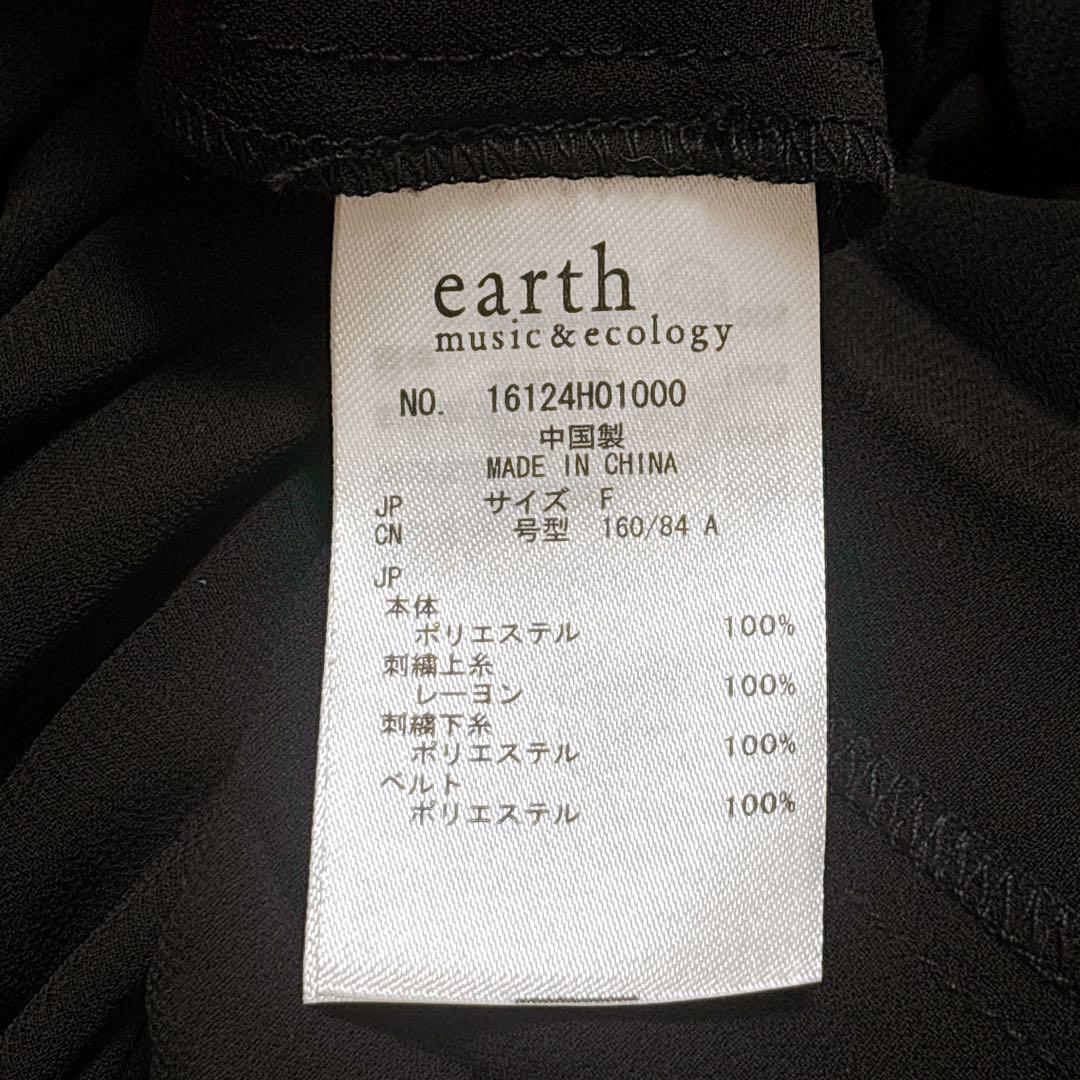 earth
music&ecology
NO. 16124H01000
中国製
MADE IN CHINA
JP サイズ F
CN 号型 160/84 A
JP
本体
ポリエステル 100%
刺繍上糸
レーヨン 100%
刺繍下糸
ポリエステル 100%
ベルト
ポリエステル 100%